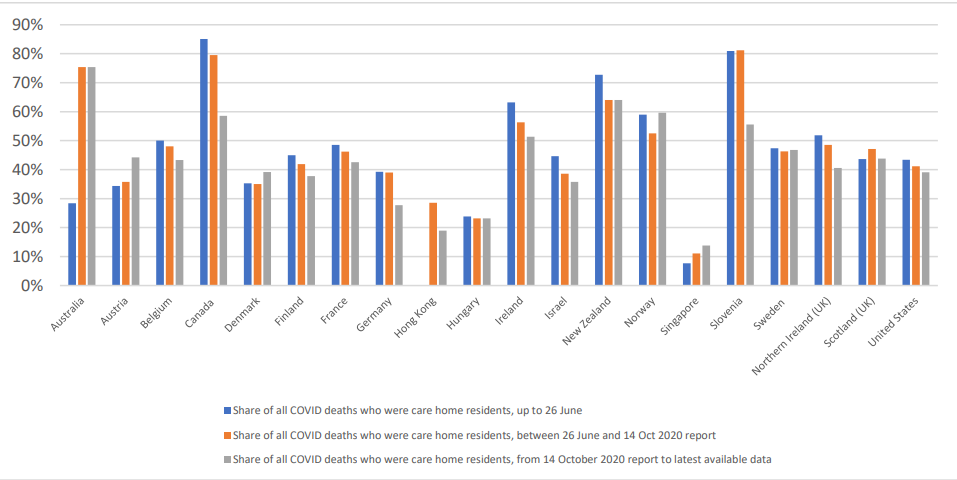 90%
80%
70%
60%
50%
40%
30%
20%
10%
0%
Australia
Austria
Belgium
Canada
Denmark
Finland
France
Germany
Hong Kong
Hungary
Ireland
Israel
New Zealand
Norway
Singapore
Slovenia
Sweden
Northern Ireland (UK)
Scotland (UK)
United States
Share of all COVID deaths who were care home residents, up to 26 June
Share of all COVID deaths who were care home residents, between 26 June and 14 Oct 2020 report
Share of all COVID deaths who were care home residents, from 14 October 2020 report to latest available data